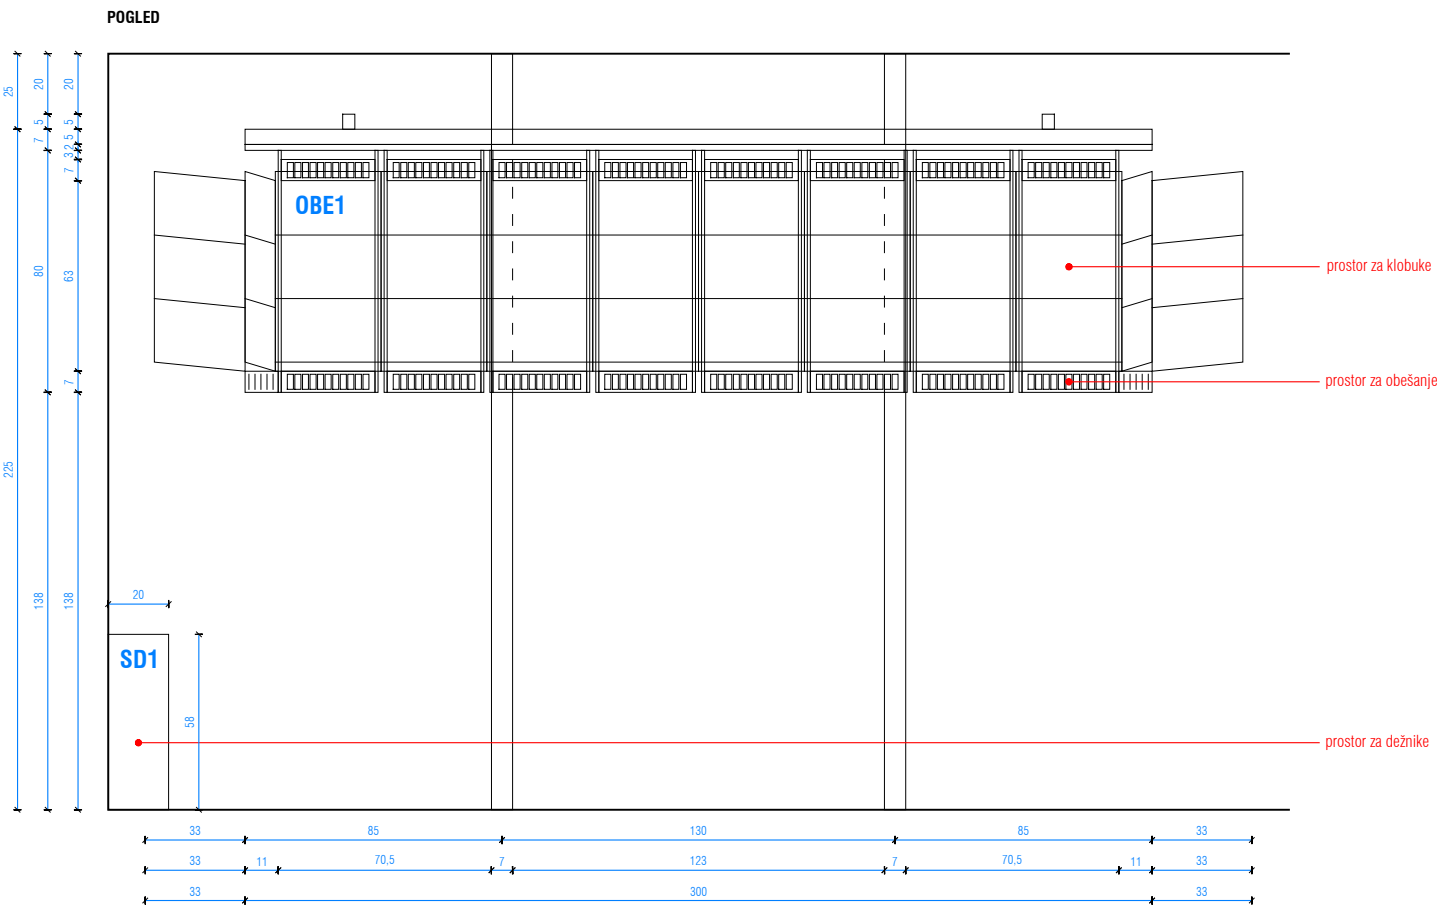 POGLED
25
20
20
5
5
7
5
2
3
7
OBE1
80
63
prostor za klobuke
7
prostor za obešanje
225
138
138
20
SD1
58
prostor za dežnike
33 85 130 85 33
33 11 70,5 7 123 7 70,5 11 33
33 300 33